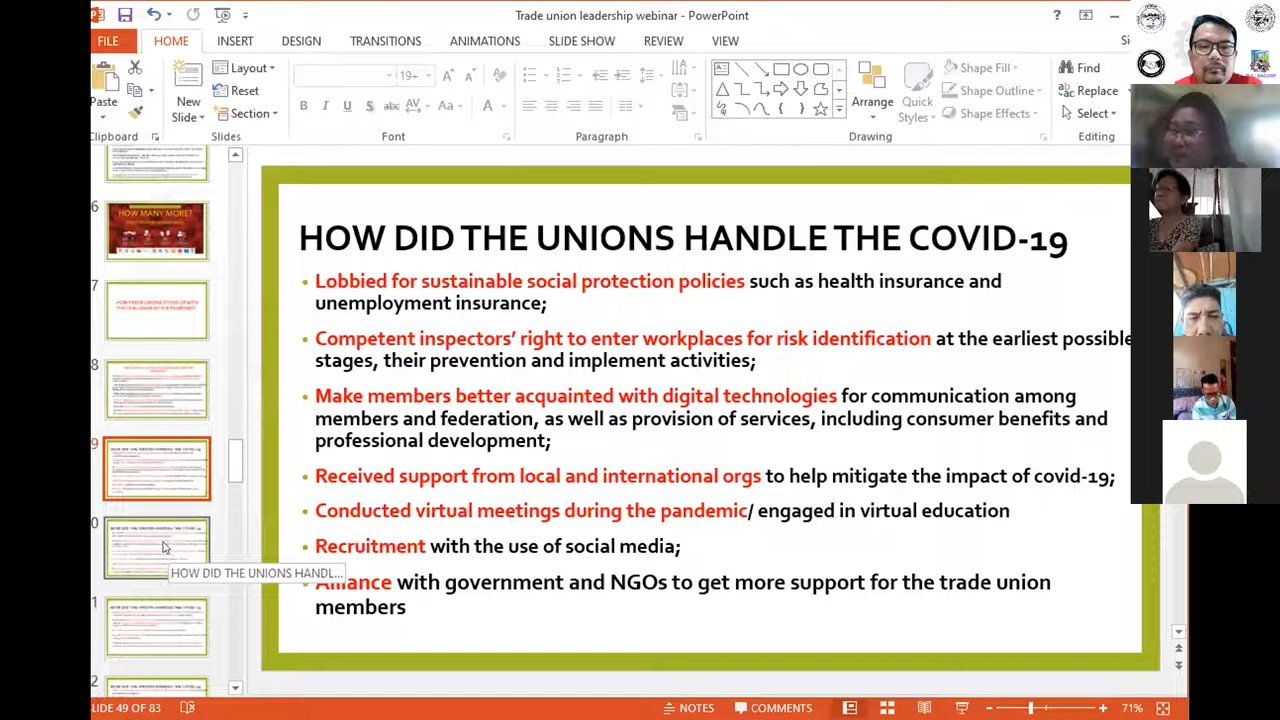 Trade union leadership webinar - PowerPoint
FILE HOME INSERT DESIGN TRANSITIONS ANIMATIONS SLIDE SHOW REVIEW VIEW
Paste
New
Slide
Layout
Reset
Section
19+
Arrange
Quick
Styles
Shape Fill
Shape Outline
Shape Effects
Find
Replace
Select
Clipboard Slides Font Paragraph Drawing Editing
HOW MANY MORE?
HOW DID THE UNIONS HANDL...
HOW DID THE UNIONS HANDLE THE COVID-19
• Lobbied for sustainable social protection policies such as health insurance and
unemployment insurance;
• Competent inspectors' right to enter workplaces for risk identification at the earliest possible
stages, their prevention and implement activities;
• Make members better acquainted with digital technologies for communication among
members and federation, as well as provision of services, including consumer benefits and
professional development;
• Received support from local and international orgs to help mitigate the impact of covid-19;
• Conducted virtual meetings during the pandemic/ engaged in virtual education
• Recruitment with the use of social media;
• Alliance with government and NGOs to get more support for the trade union
members
SLIDE 49 OF 83
NOTES COMMENTS 71%